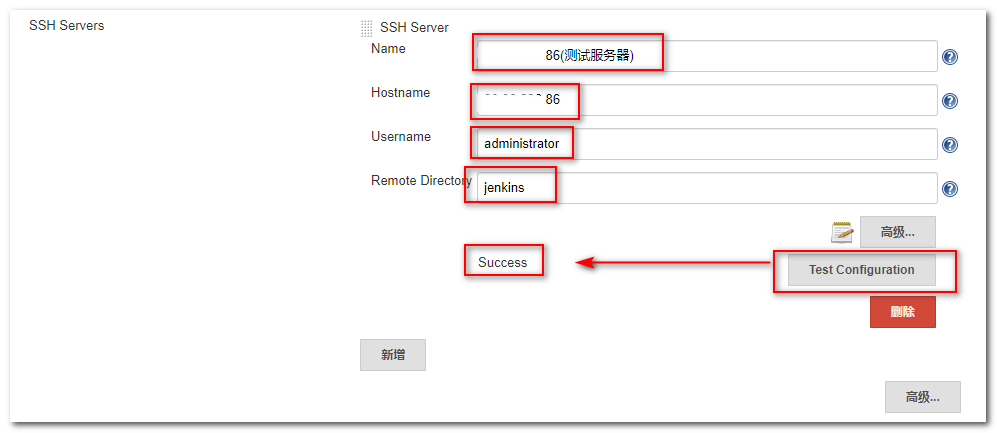 SSH Servers
SSH Server
Name
86(测试服务器)
Hostname
86
Username
administrator
Remote Directory
jenkins
高级...
Success
Test Configuration
删除
新增
高级...